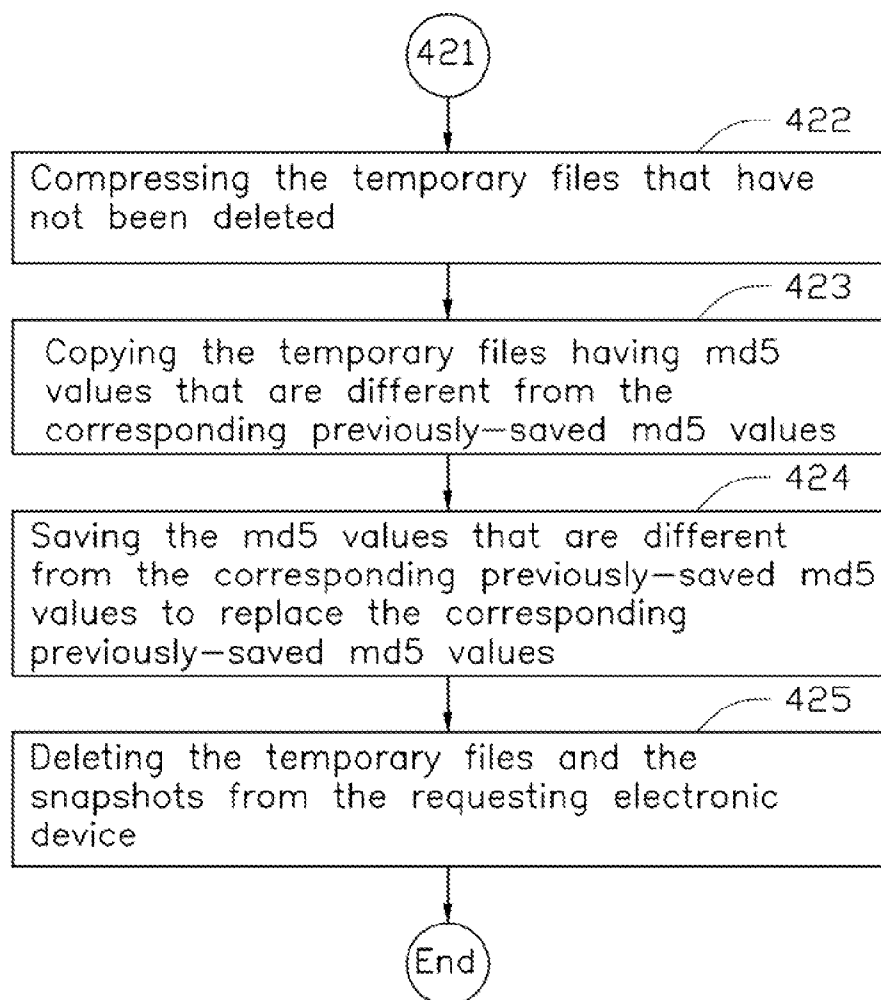 421
422
Compressing the temporary files that have
not been deleted
423
Copying the temporary files having md5
values that are different from the
corresponding previously-saved md5 values
424
Saving the md5 values that are different
from the corresponding previously-saved md5
values to replace the corresponding
previously-saved md5 values
425
Deleting the temporary files and the
snapshots from the requesting electronic
device
End